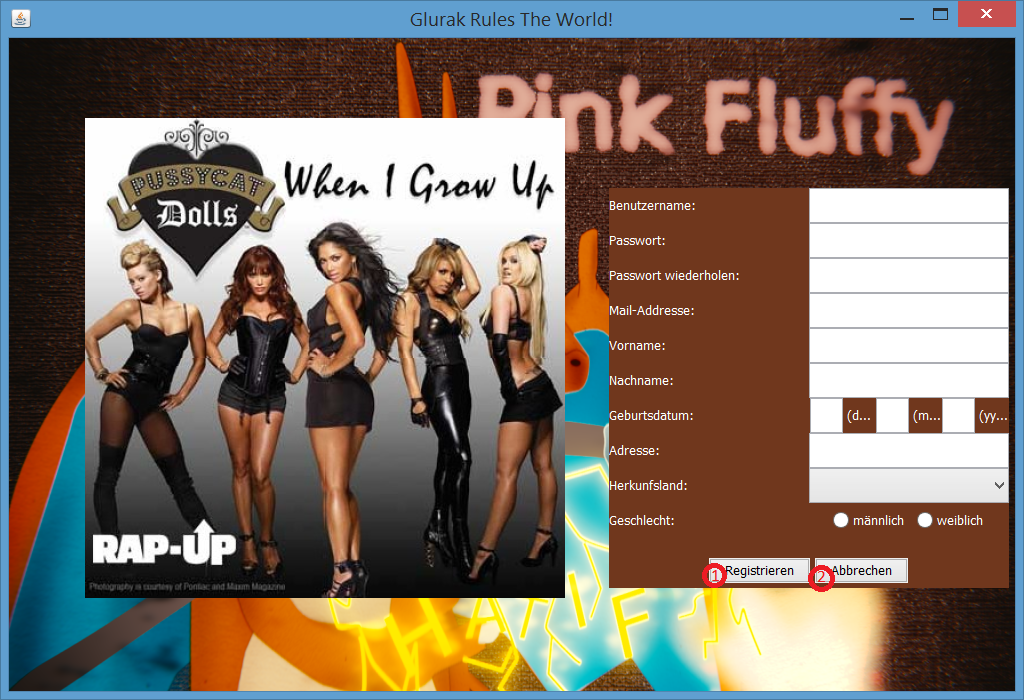 Glurak Rules The World!
Pink Fluffy
PUSSYCAT
Dolls
When I Grow Up
RAP-UP
Photography is courtesy of Pontiac and Maxim Magazine
Benutzername:
Passwort:
Passwort wiederholen:
Mail-Addresse:
Vorname:
Nachname:
Geburtsdatum: (d... (m... (yy...
Adresse:
Herkunfsland:
Geschlecht: männlich weiblich
1 Registrieren 2 Abbrechen